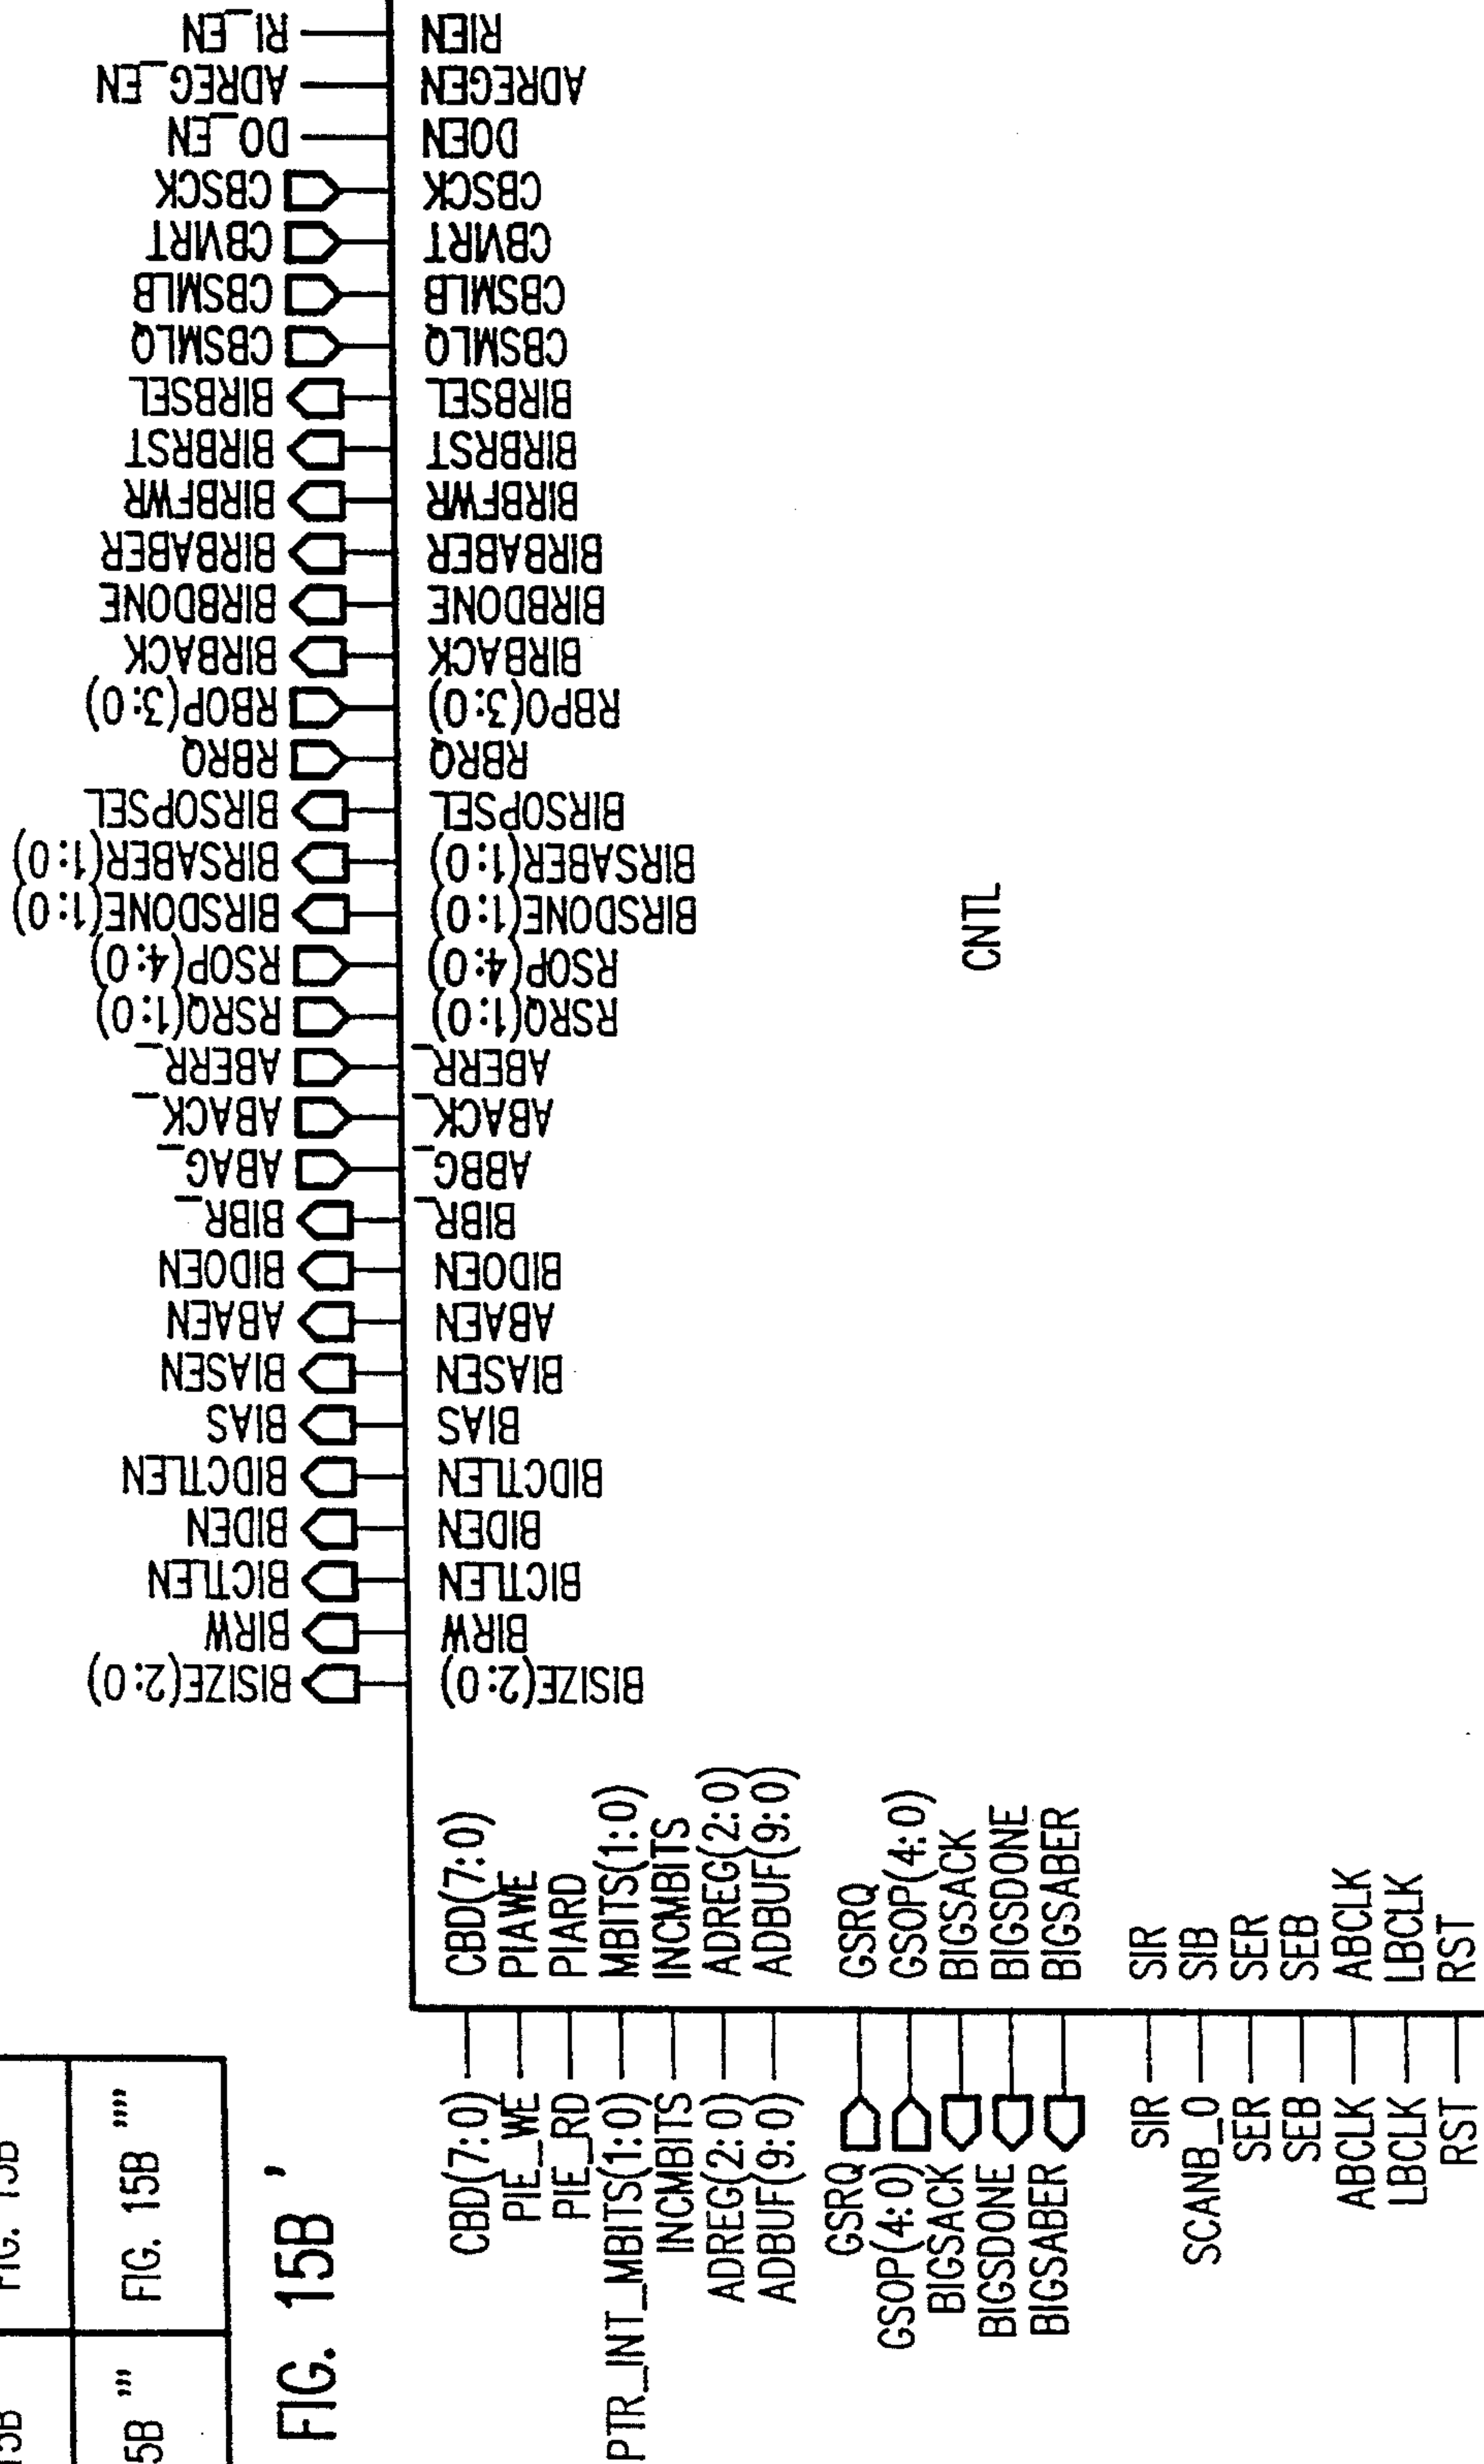 RI_EN
ADREG_EN
DO_EN
CBSCK
CBVIRT
CBSMLB
CBSMLQ
BIRBSEL
BIRBRST
BIRBFWR
BIRBABER
BIRBDONE
BIRBACK
RBOP(3:0)
RBRQ
BIRSOPSEL
BIRSABER(1:0)
BIRSDONE(1:0)
RSOP(4:0)
RSRQ(1:0)
ABERR_
ABACK_
ABAG_
BIBR_
BIDOEN
ABAEN
BIASEN
BIAS
BIDCTLEN
BIDEN
BICTLEN
BIRW
BISIZE(2:0)
RIEN
ADREGEN
DOEN
CBSCK
CBVIRT
CBSMLB
CBSMLQ
BIRBSEL
BIRBRST
BIRBFWR
BIRBABER
BIRBDONE
BIRBACK
RBPO(3:0)
RBRQ
BIRSOPSEL
BIRSABER(1:0)
BIRSDONE(1:0)
RSOP(4:0)
RSRQ(1:0)
ABERR_
ABACK_
ABBG_
BIBR_
BIDOEN
ABAEN
BIASEN
BIAS
BIDCTLEN
BIDEN
BICTLEN
BIRW
BISIZE(2:0)
CNTL
CBD(7:0)
PIAWE
PIARD
MBITS(1:0)
INCMBITS
ADREG(2:0)
ADBUF(9:0)
GSRQ
GSOP(4:0)
BIGSACK
BIGSDONE
BIGSABER
SIR
SIB
SER
SEB
ABCLK
LBCLK
RST
CBD(7:0)
PIE_WE
PIE_RD
PTR_INT_MBITS(1:0)
INCMBITS
ADREG(2:0)
ADBUF(9:0)
GSRQ
GSOP(4:0)
BIGSACK
BIGSDONE
BIGSABER
SIR
SCANB_0
SER
SEB
ABCLK
LBCLK
RST
15B
FIG. 15B
5B '''
FIG. 15B ''''
FIG. 15B '